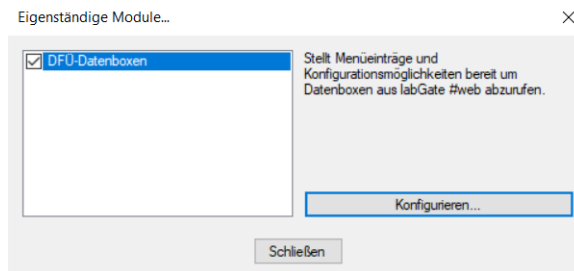 Eigenständige Module...
DFÜ-Datenboxen
Stellt Menüeinträge und
Konfigurationsmöglichkeiten bereit um
Datenboxen aus labGate #web abzurufen.
Konfigurieren...
Schließen